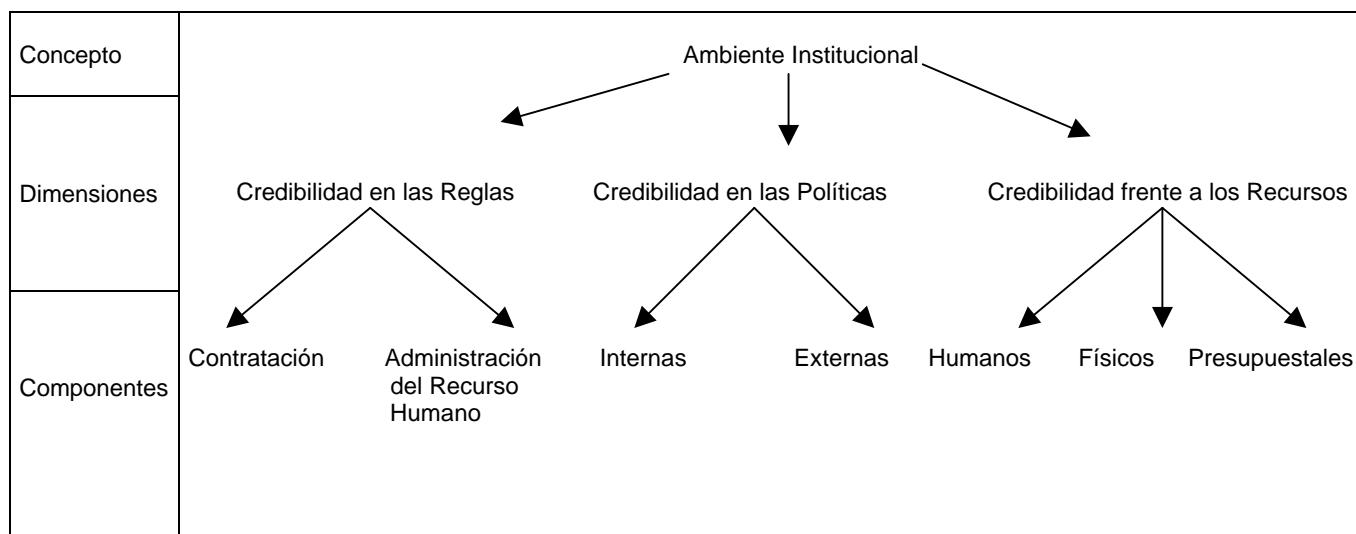 Concepto
Ambiente Institucional
Dimensiones
Credibilidad en las Reglas
Credibilidad en las Políticas
Credibilidad frente a los Recursos
Componentes
Contratación
Administración
del Recurso
Humano
Internas
Externas
Humanos
Físicos
Presupuestales